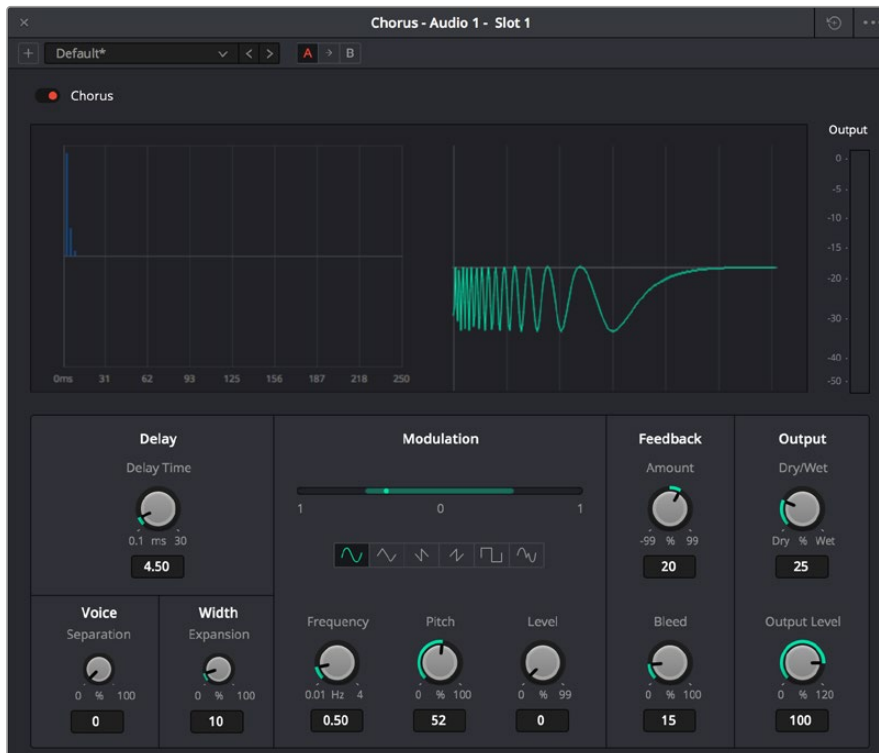 Chorus - Audio 1 - Slot 1
Default*
A B
Chorus
Output
0 -
-5 -
-10 -
-15 -
-20 -
-30 -
-40 -
-50 -
0ms 31 62 93 125 156 187 218 250
Delay
Delay Time
0.1 ms 30
4.50
Voice
Separation
0 % 100
0
Width
Expansion
0 % 100
10
Modulation
1 0 1
Frequency
0.01 Hz 4
0.50
Pitch
0 % 100
52
Level
0 % 99
0
Feedback
Amount
-99 % 99
20
Bleed
0 % 100
15
Output
Dry/Wet
Dry % Wet
25
Output Level
0 % 120
100